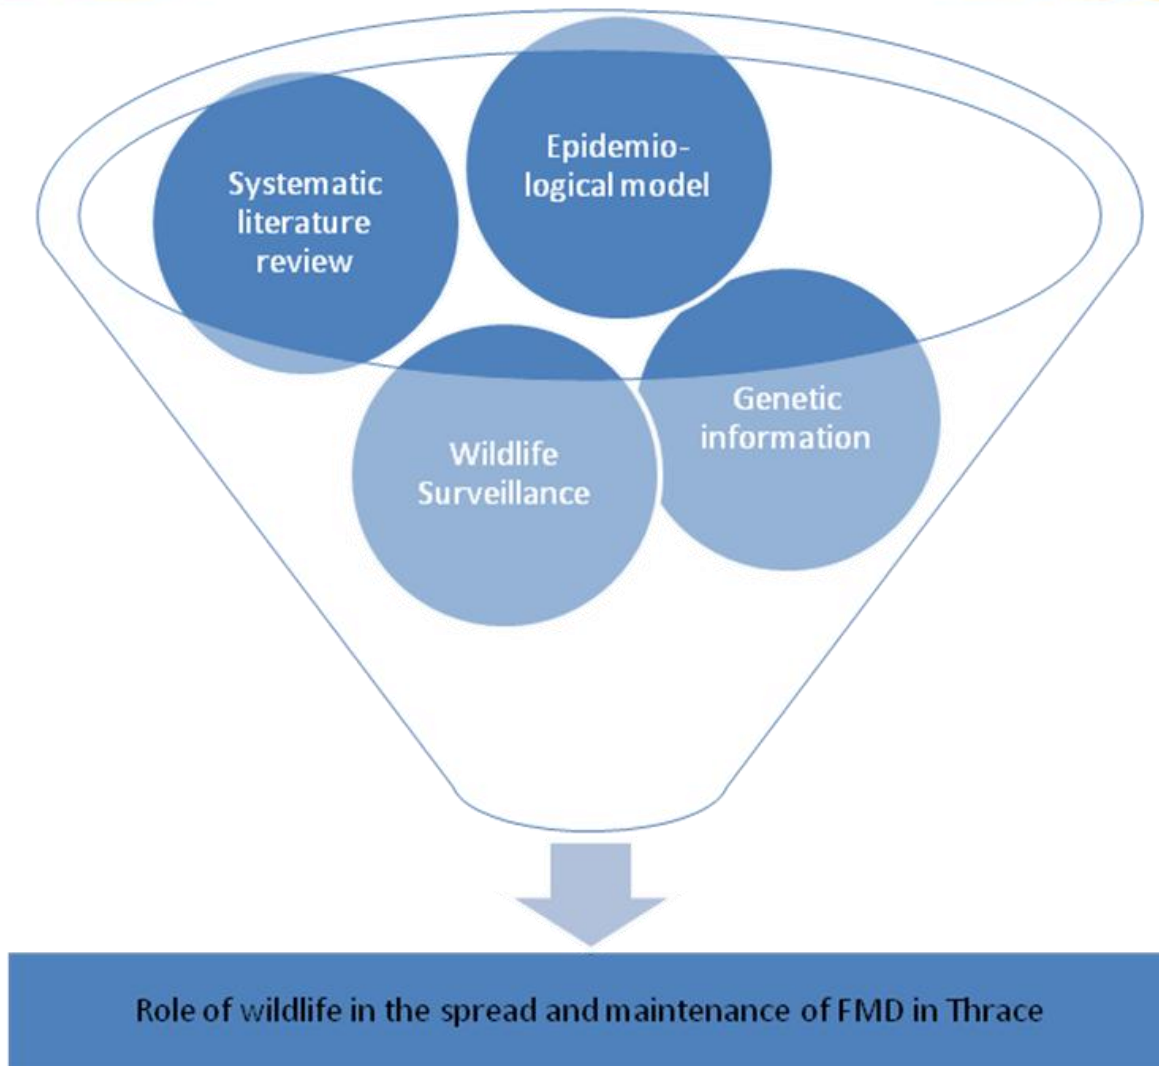 Systematic
literature
review
Epidemio-
logical model
Wildlife
Surveillance
Genetic
information
Role of wildlife in the spread and maintenance of FMD in Thrace